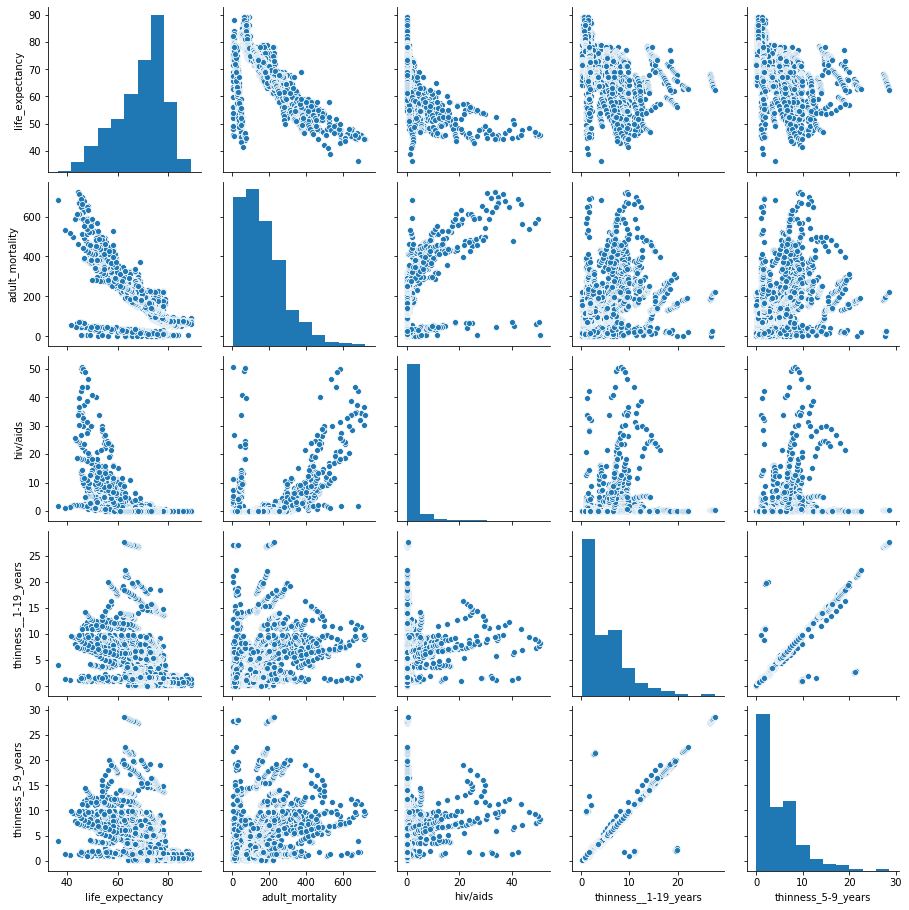 90
80
70
60
50
40
life_expectancy
600
400
200
0
adult_mortality
50
40
30
20
10
0
hiv/aids
25
20
15
10
5
0
thinness__1-19_years
30
25
20
15
10
5
0
thinness_5-9_years
40 60 80
0 200 400 600
0 20 40
0 10 20
0 10 20 30
life_expectancy
adult_mortality
hiv/aids
thinness__1-19_years
thinness_5-9_years